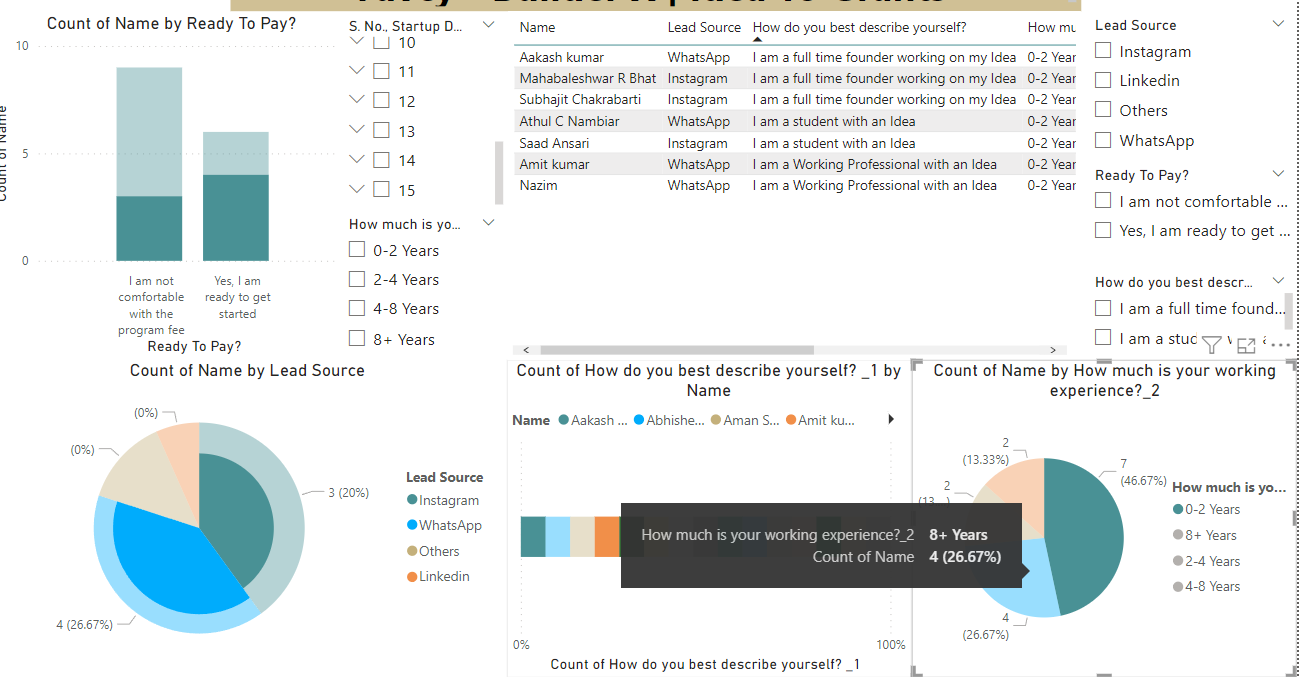 Count of Name by Ready To Pay?
10
5
0
Count of Name
I am not
comfortable
with the
program fee
Yes, I am
ready to get
started
Ready To Pay?
S. No., Startup D...
10
11
12
13
14
15
How much is yo...
0-2 Years
2-4 Years
4-8 Years
8+ Years
Name Lead Source How do you best describe yourself? How mu
Aakash kumar WhatsApp I am a full time founder working on my Idea 0-2 Year
Mahabaleshwar R Bhat Instagram I am a full time founder working on my Idea 0-2 Year
Subhajit Chakrabarti Instagram I am a full time founder working on my Idea 0-2 Year
Athul C Nambiar WhatsApp I am a student with an Idea 0-2 Year
Saad Ansari Instagram I am a student with an Idea 0-2 Year
Amit kumar WhatsApp I am a Working Professional with an Idea 0-2 Year
Nazim WhatsApp I am a Working Professional with an Idea 0-2 Year
Lead Source
Instagram
Linkedin
Others
WhatsApp
Ready To Pay?
I am not comfortable ...
Yes, I am ready to get ...
How do you best descr...
I am a full time found...
I am a stud
Count of Name by Lead Source
(0%)
(0%)
3 (20%)
4 (26.67%)
Lead Source
Instagram
WhatsApp
Others
Linkedin
Count of How do you best describe yourself? _1 by
Name
Name Aakash ... Abhishe... Aman S... Amit ku...
0% 100%
Count of How do you best describe yourself? _1
How much is your working experience?_2 8+ Years
Count of Name 4 (26.67%)
Count of Name by How much is your working
experience?_2
2
(13.33%)
2
(13...)
7
(46.67%)
4
(26.67%)
How much is yo...
0-2 Years
8+ Years
2-4 Years
4-8 Years